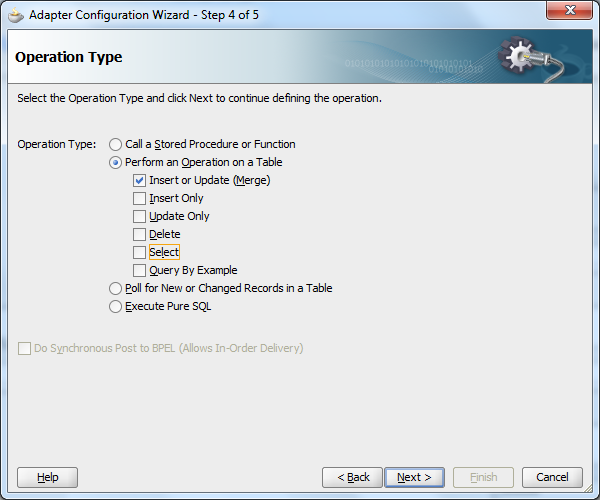 Adapter Configuration Wizard - Step 4 of 5
Operation Type
0101010101010101010101010101
01010101010
Select the Operation Type and click Next to continue defining the operation.
Operation Type: Call a Stored Procedure or Function
Perform an Operation on a Table
Insert or Update (Merge)
Insert Only
Update Only
Delete
Select
Query By Example
Poll for New or Changed Records in a Table
Execute Pure SQL
Do Synchronous Post to BPEL (Allows In-Order Delivery)
Help < Back Next > Finish Cancel